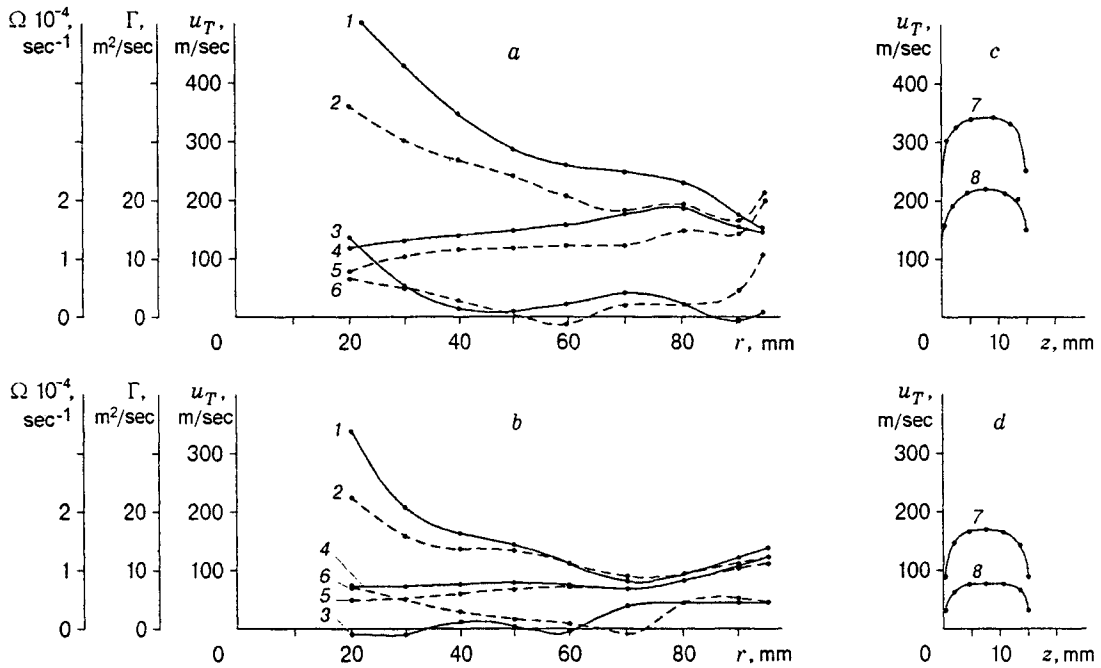 Ω 10⁻⁴, Γ, u_T, 1 a u_T, c
sec⁻¹ m²/sec m/sec m/sec
400 400 7
2
300 300
8
2 20 200 200
3
4
1 10 100 5 100
6
0 0
0 20 40 60 80 r, mm 0 10 z, mm
Ω 10⁻⁴, Γ, u_T, b u_T, d
sec⁻¹ m²/sec m/sec 1 m/sec
300 300
2
2 20 200 200 7
4
1 10 100 6 100 8
5
0 0 3
0 20 40 60 80 r, mm 0 10 z, mm